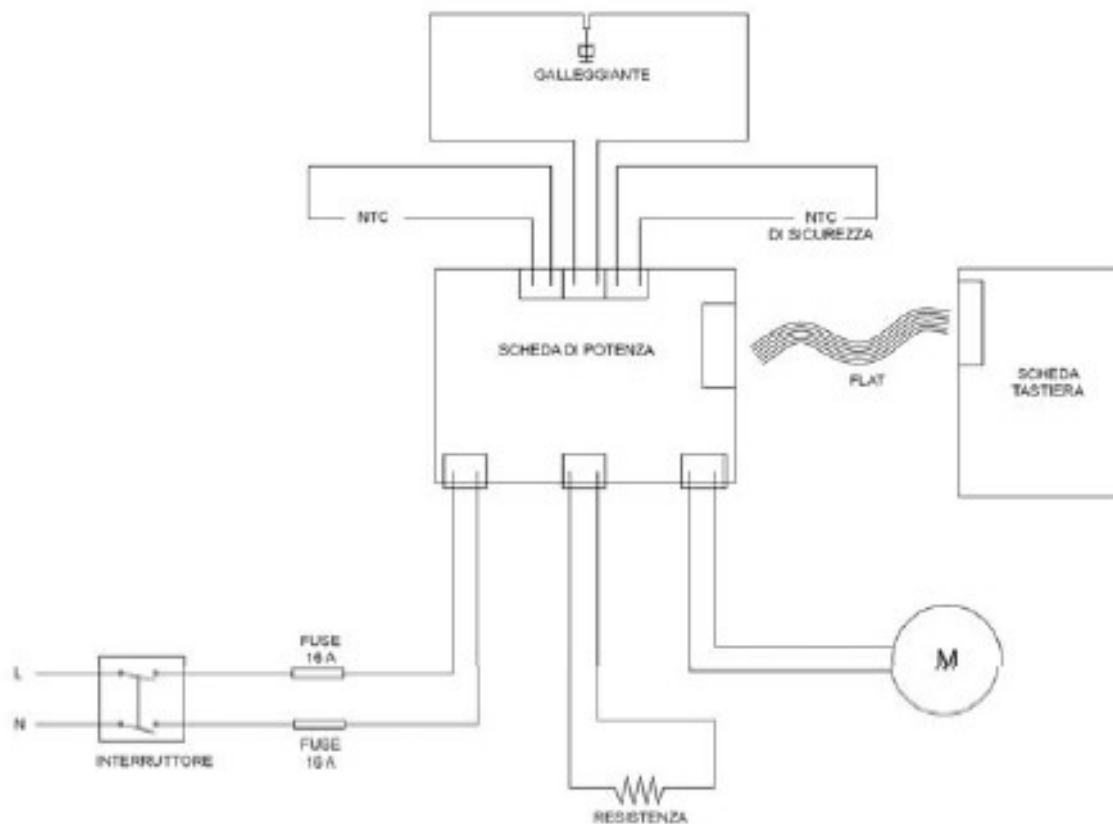 GALLEGGIANTE
NTC
NTC
DI SICUREZZA
SCHEDA DI POTENZA
FLAT
SCHEDA
TASTIERA
FUSE
16 A
L
M
N
FUSE
16 A
INTERRUTTORE
RESISTENZA